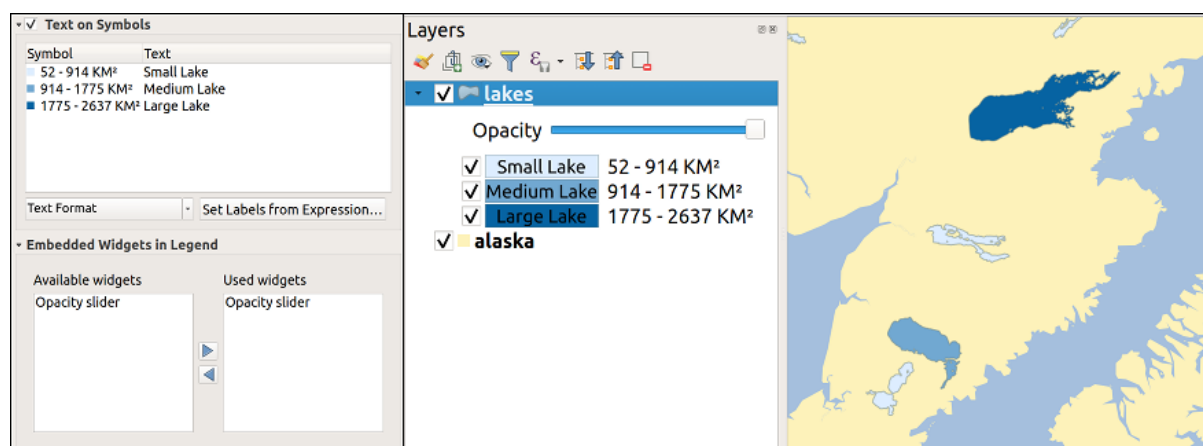 Text on Symbols
Symbol Text
52 - 914 KM² Small Lake
914 - 1775 KM² Medium Lake
1775 - 2637 KM² Large Lake
Text Format Set Labels from Expression...
Embedded Widgets in Legend
Available widgets Used widgets
Opacity slider Opacity slider
Layers
lakes
Opacity
Small Lake 52 - 914 KM²
Medium Lake 914 - 1775 KM²
Large Lake 1775 - 2637 KM²
alaska